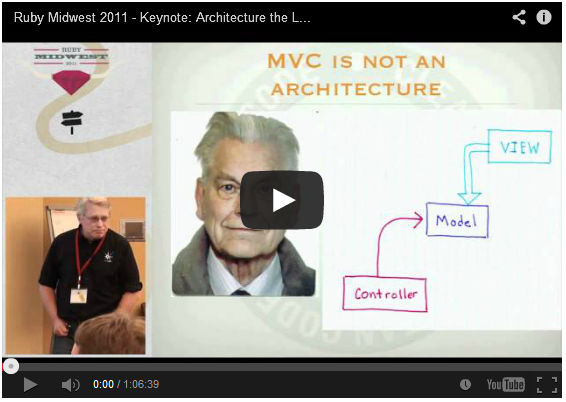 Ruby Midwest 2011 - Keynote: Architecture the L...
RUBY
MIDWEST
2011
MVC IS NOT AN
ARCHITECTURE
VIEW
Model
Controller
0:00 / 1:06:39
YouTube